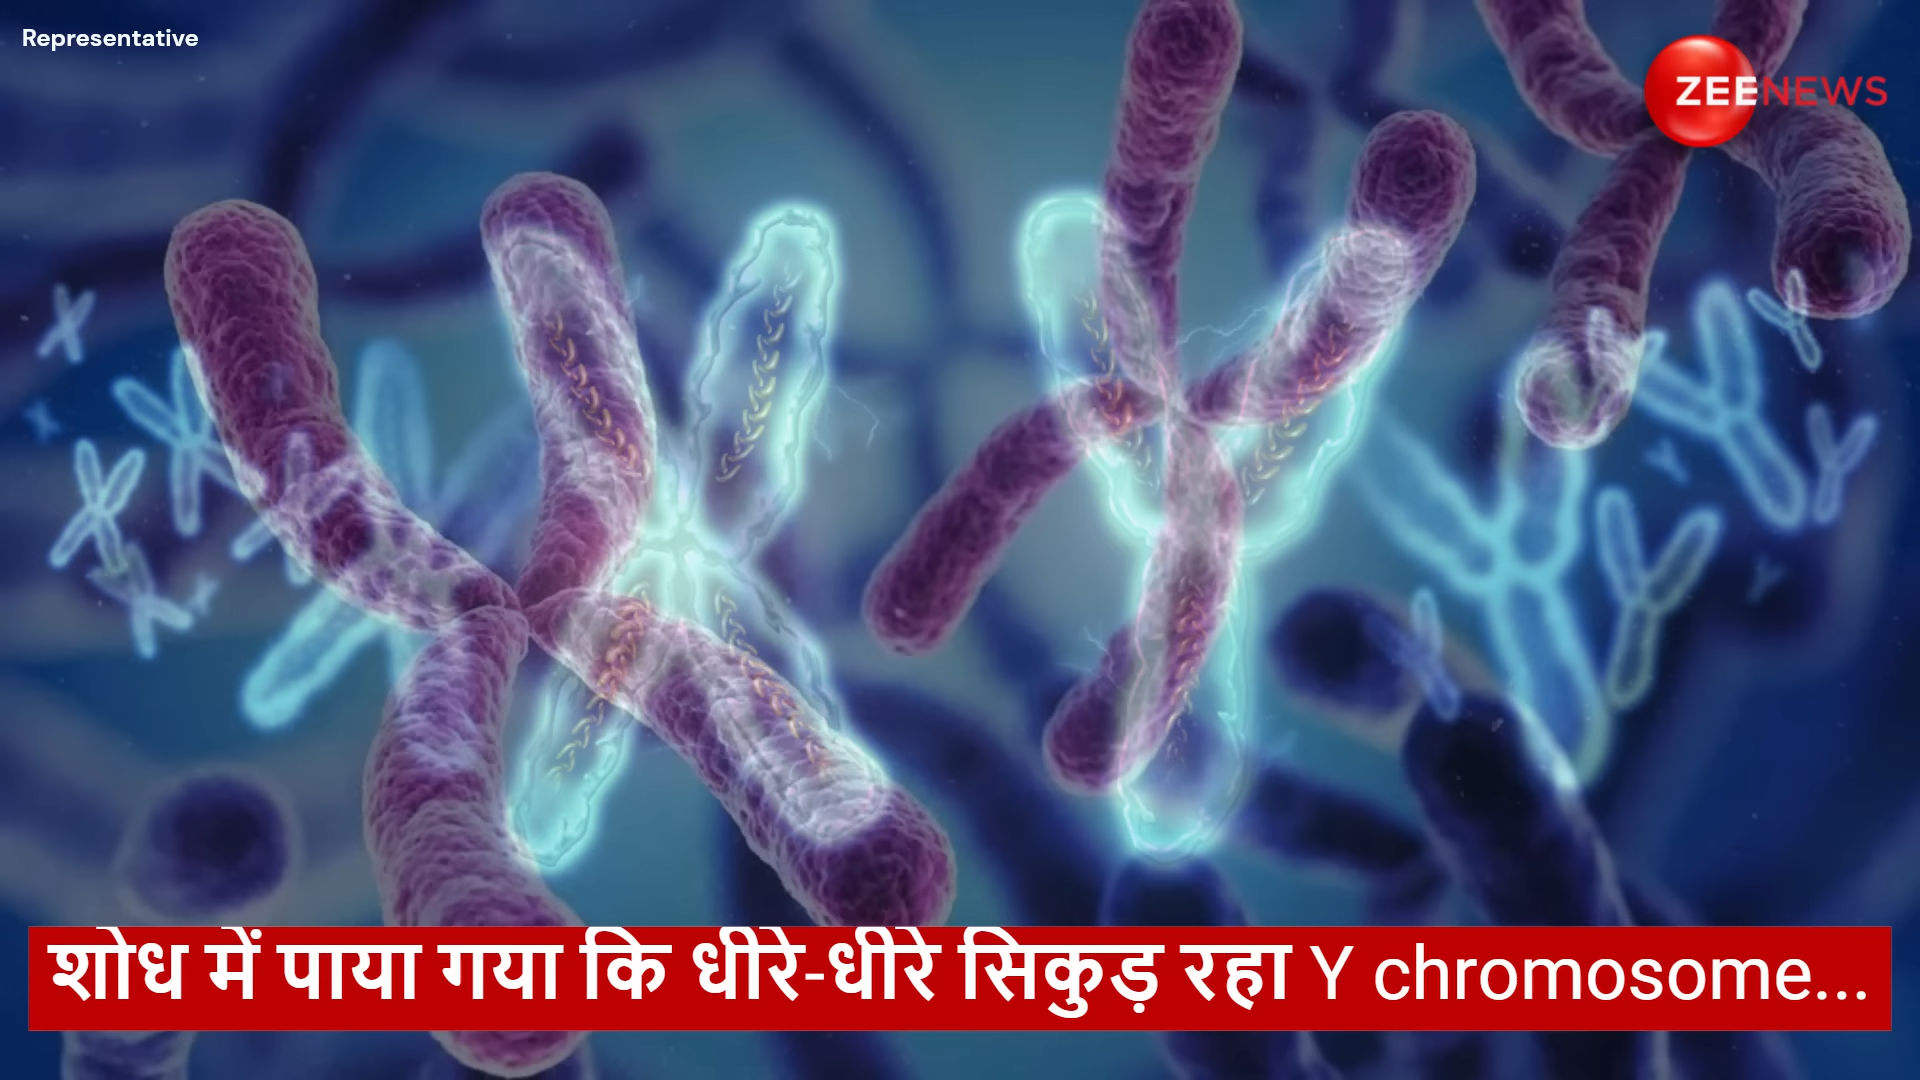 Representative
ZEENEWS
शोध में पाया गया कि धीरे-धीरे सिकुड़ रहा Y chromosome...